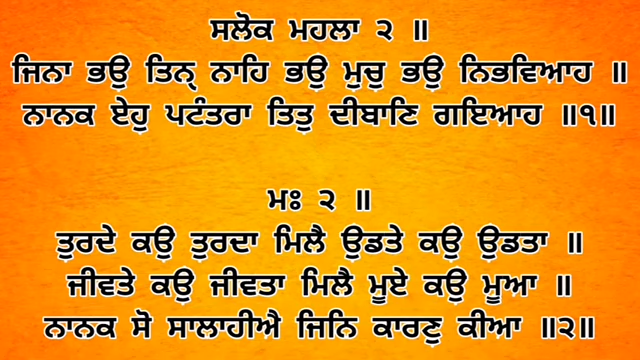 ਸਲੋਕ ਮਹਲਾ ੨ ॥
ਜਿਨਾ ਭਉ ਤਿਨੑ ਨਾਹਿ ਭਉ ਮੁਚੁ ਭਉ ਨਿਭਵਿਆਹ ॥
ਨਾਨਕ ਏਹੁ ਪਟੰਤਰਾ ਤਿਤੁ ਦੀਬਾਣਿ ਗਇਆਹ ॥੧॥
ਮਃ ੨ ॥
ਤੁਰਦੇ ਕਉ ਤੁਰਦਾ ਮਿਲੈ ਉਡਤੇ ਕਉ ਉਡਤਾ ॥
ਜੀਵਤੇ ਕਉ ਜੀਵਤਾ ਮਿਲੈ ਮੂਏ ਕਉ ਮੂਆ ॥
ਨਾਨਕ ਸੋ ਸਾਲਾਹੀਐ ਜਿਨਿ ਕਾਰਣੁ ਕੀਆ ॥੨॥